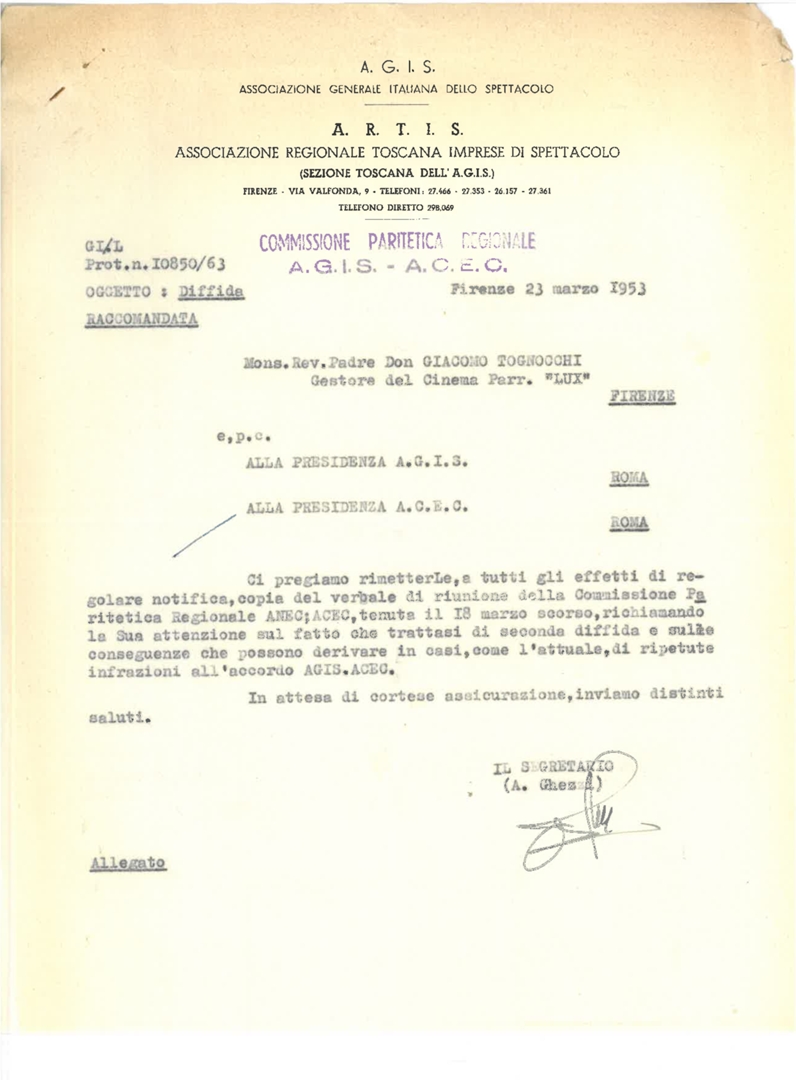 A. G. I. S.
ASSOCIAZIONE GENERALE ITALIANA DELLO SPETTACOLO
A. R. T. I. S.
ASSOCIAZIONE REGIONALE TOSCANA IMPRESE DI SPETTACOLO
(SEZIONE TOSCANA DELL' A.G.I.S.)
FIRENZE - VIA VALFONDA, 9 - TELEFONI: 27.466 - 27.353 - 26.157 - 27.361
TELEFONO DIRETTO 298.069
GI/L
COMMISSIONE PARITETICA REGIONALE
Prot.n.I0850/63
A.G.I.S. - A.C.E.C.
OGGETTO : Diffida
Firenze 23 marzo I953
RACCOMANDATA
Mons.Rev.Padre Don GIACOMO TOGNOCCHI
Gestore del Cinema Parr. "LUX"
FIRENZE
e,p.c.
ALLA PRESIDENZA A.G.I.S.
ROMA
ALLA PRESIDENZA A.C.E.C.
ROMA
Ci pregiamo rimetterLe,a tutti gli effetti di re-
golare notifica,copia del verbale di riunione della Commissione Pa
ritetica Regionale ANEC;ACEC,tenuta il I8 marzo scorso,richiamando
la Sua attenzione sul fatto che trattasi di seconda diffida e sulle
conseguenze che possono derivare in casi,come l'attuale,di ripetute
infrazioni all'accordo AGIS.ACEC.
In attesa di cortese assicurazione,inviamo distinti
saluti.
IL SEGRETARIO
(A. Ghezzi)
Allegato